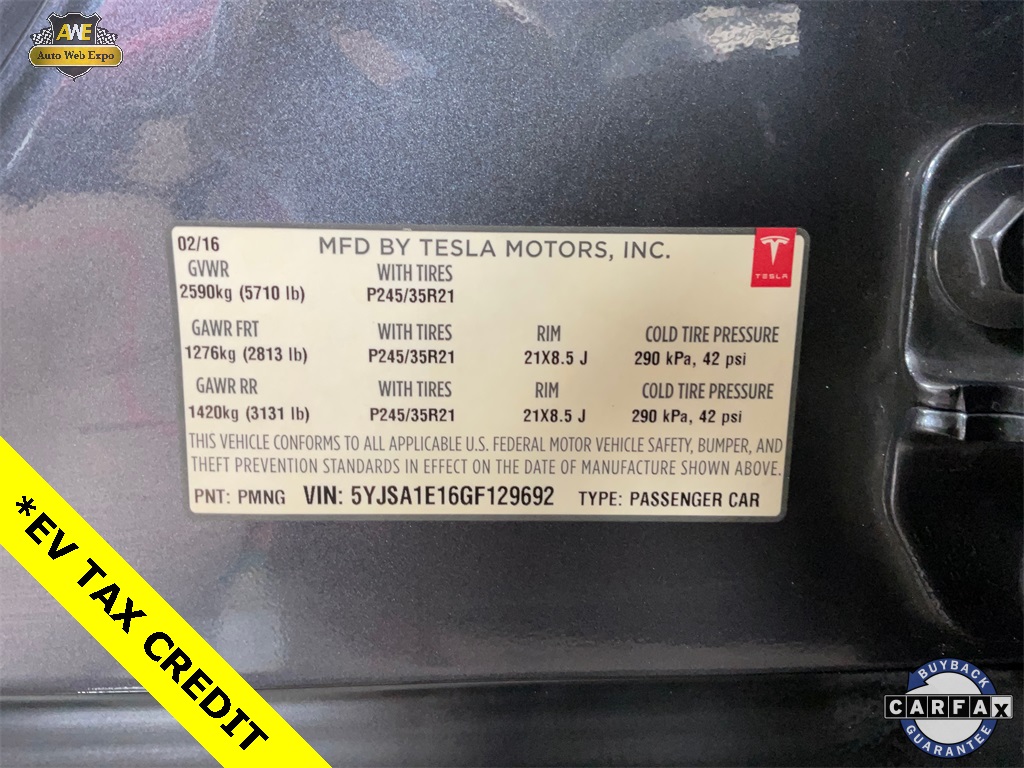 AWE
Auto Web Expo
02/16 MFD BY TESLA MOTORS, INC.
TESLA
GVWR WITH TIRES
2590kg (5710 lb) P245/35R21
GAWR FRT WITH TIRES RIM COLD TIRE PRESSURE
1276kg (2813 lb) P245/35R21 21X8.5 J 290 kPa, 42 psi
GAWR RR WITH TIRES RIM COLD TIRE PRESSURE
1420kg (3131 lb) P245/35R21 21X8.5 J 290 kPa, 42 psi
THIS VEHICLE CONFORMS TO ALL APPLICABLE U.S. FEDERAL MOTOR VEHICLE SAFETY, BUMPER, AND
THEFT PREVENTION STANDARDS IN EFFECT ON THE DATE OF MANUFACTURE SHOWN ABOVE.
PNT: PMNG VIN: 5YJSA1E16GF129692 TYPE: PASSENGER CAR
*EV TAX CREDIT
BUYBACK
CARFAX
GUARANTEE